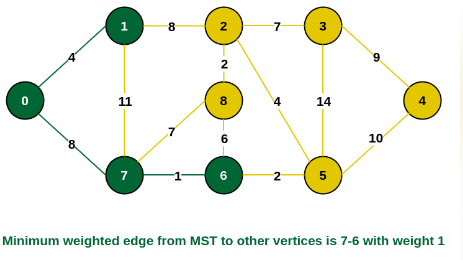 1 8 2 7 3
4 9
2
0 11 8 4 14 4
7 6
8 10
7 1 6 2 5
Minimum weighted edge from MST to other vertices is 7-6 with weight 1